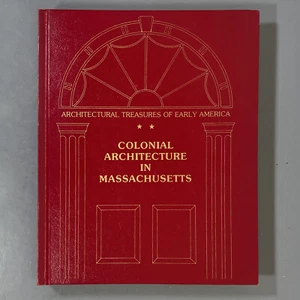 ARCHITECTURAL TREASURES OF EARLY AMERICA
★ ★
COLONIAL
ARCHITECTURE
IN
MASSACHUSETTS